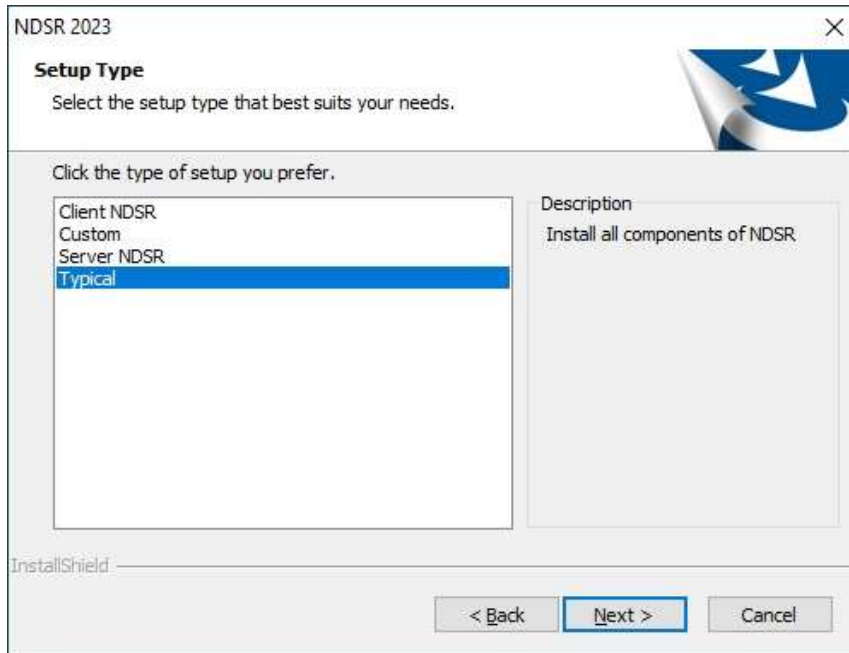 NDSR 2023
Setup Type
Select the setup type that best suits your needs.
Click the type of setup you prefer.
Client NDSR
Custom
Server NDSR
Typical
Description
Install all components of NDSR
InstallShield
< Back
Next >
Cancel